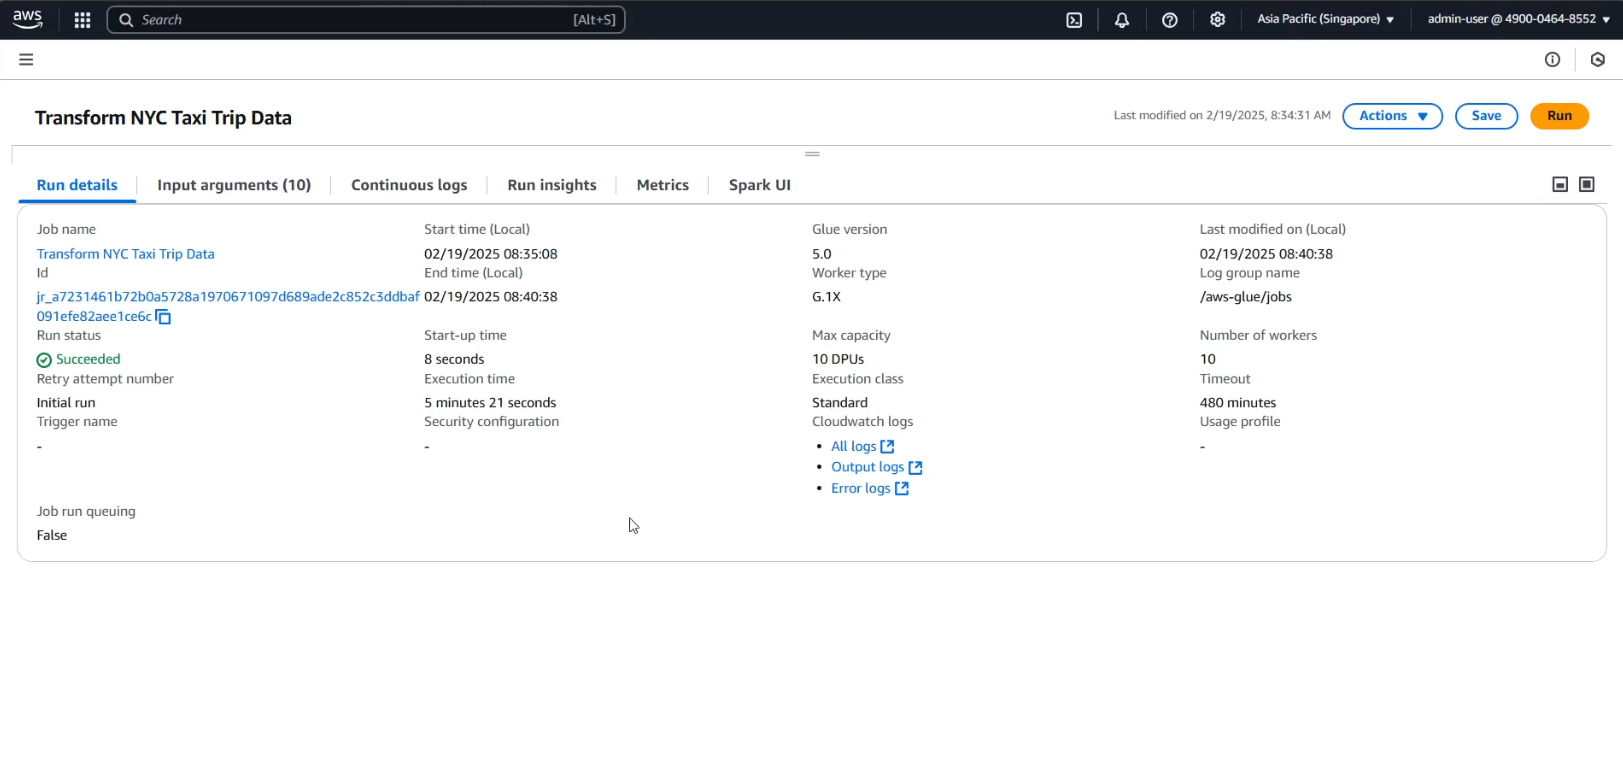 aws
Search [Alt+S]
Asia Pacific (Singapore)
admin-user @ 4900-0464-8552
Transform NYC Taxi Trip Data
Last modified on 2/19/2025, 8:34:31 AM
Actions
Save
Run
Run details
Input arguments (10)
Continuous logs
Run insights
Metrics
Spark UI
Job name
Transform NYC Taxi Trip Data
Id
jr_a7231461b72b0a5728a1970671097d689ade2c852c3ddbaf
091efe82aee1ce6c
Run status
Succeeded
Retry attempt number
Initial run
Trigger name
-
Job run queuing
False
Start time (Local)
02/19/2025 08:35:08
End time (Local)
02/19/2025 08:40:38
Start-up time
8 seconds
Execution time
5 minutes 21 seconds
Security configuration
-
Glue version
5.0
Worker type
G.1X
Max capacity
10 DPUs
Execution class
Standard
Cloudwatch logs
• All logs
• Output logs
• Error logs
Last modified on (Local)
02/19/2025 08:40:38
Log group name
/aws-glue/jobs
Number of workers
10
Timeout
480 minutes
Usage profile
-